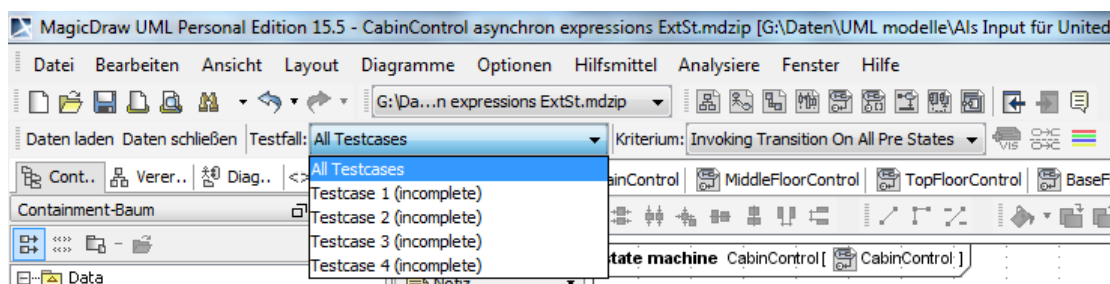 MagicDraw UML Personal Edition 15.5 - CabinControl asynchron expressions ExtSt.mdzip [G:\Daten\UML modelle\Als Input für United
Datei Bearbeiten Ansicht Layout Diagramme Optionen Hilfsmittel Analysiere Fenster Hilfe
G:\Da...n expressions ExtSt.mdzip
Daten laden Daten schließen Testfall: All Testcases Kriterium: Invoking Transition On All Pre States
Cont.. Verer.. Diag.. ainControl MiddleFloorControl TopFloorControl BaseF
All Testcases
Testcase 1 (incomplete)
Containment-Baum
Testcase 2 (incomplete)
Testcase 3 (incomplete)
Testcase 4 (incomplete)
tate machine CabinControl [ CabinControl ]
Data